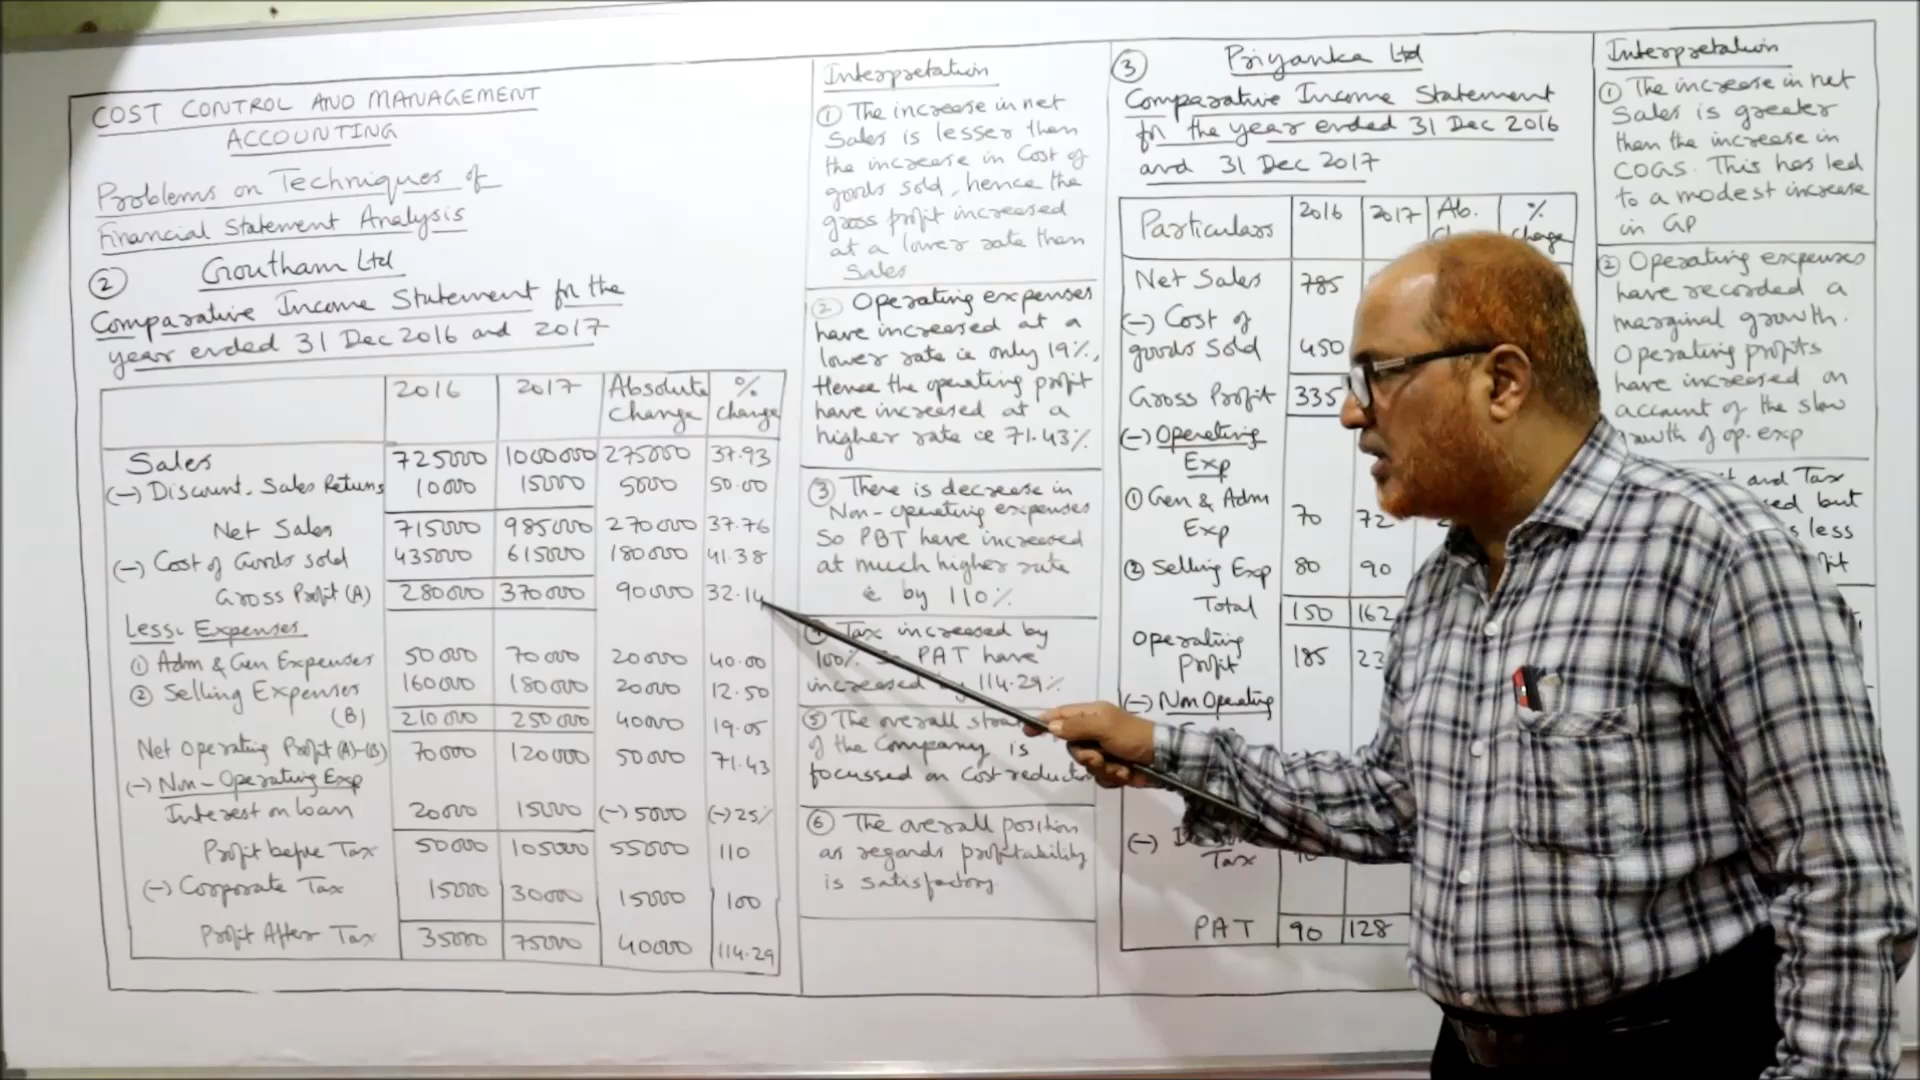 COST CONTROL AND MANAGEMENT
ACCOUNTING
Problems on Techniques of
Financial Statement Analysis
② Goutham Ltd
Comparative Income Statement for the
year ended 31 Dec 2016 and 2017
2016 2017 Absolute Change % change
Sales 725000 1000000 275000 37.93
(-) Discount. Sales Returns 10000 15000 5000 50.00
Net Sales 715000 985000 270000 37.76
(-) Cost of Goods sold 435000 615000 180000 41.38
Gross Profit (A) 280000 370000 90000 32.14
Less: Expenses
① Adm & Gen Expenses 50000 70000 20000 40.00
② Selling Expenses 160000 180000 20000 12.50
(B) 210000 250000 40000 19.05
Net Operating Profit (A)-(B) 70000 120000 50000 71.43
(-) Non-Operating Exp
Interest on loan 20000 15000 (-) 5000 (-) 25%
Profit before Tax 50000 105000 55000 110
(-) Corporate Tax 15000 30000 15000 100
Profit After Tax 35000 75000 40000 114.29
Interpretation
① The increase in net
Sales is lesser than
the increase in Cost of
goods sold, hence the
gross profit increased
at a lower rate than
Sales
② Operating expenses
have increased at a
lower rate ie only 19%,
Hence the operating profit
have increased at a
higher rate ie 71.43%
③ There is decrease in
Non-operating expenses
So PBT have increased
at much higher rate
ie by 110%
Tax increased by
100% PAT have
increased by 114.29%
⑤ The overall
of the Company is
focussed on cost
⑥ The overall position
as regards profitability
is satisfactory
③ Priyanka Ltd
Comparative Income Statement
for the year ended 31 Dec 2016
and 31 Dec 2017
Particulars 2016 2017 Ab. % change
Net Sales 785
(-) Cost of
goods Sold 450
Gross Profit 335
(-) Operating
Exp
① Gen & Adm
Exp 70 72
② Selling Exp 80 90
Total 150 162
Operating
Profit 185
(-) Non Operating
(-)
Tax
PAT 90 128
Interpretation
① The increase in net
Sales is greater
than the increase in
COGS. This has led
to a modest increase
in GP
② Operating expenses
have recorded a
marginal growth.
Operating profits
have increased on
account of the slow
growth of op. exp
and Tax
but
less